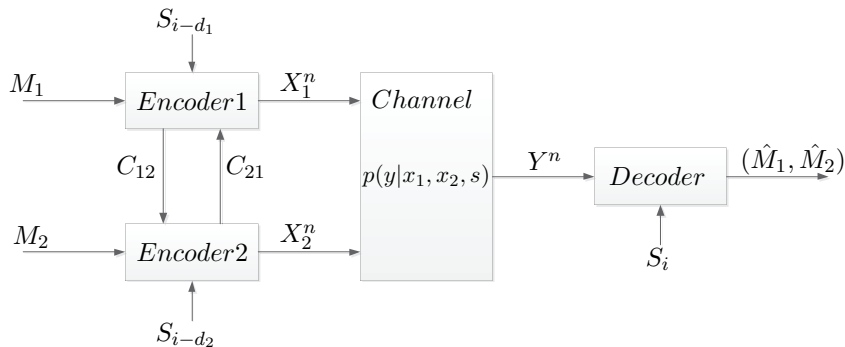 S_{i-d_1}
M_1
Encoder1
X_1^n
Channel
C_{12}
C_{21}
p(y|x_1, x_2, s)
Y^n
Decoder
(\hat{M}_1, \hat{M}_2)
M_2
Encoder2
X_2^n
S_i
S_{i-d_2}